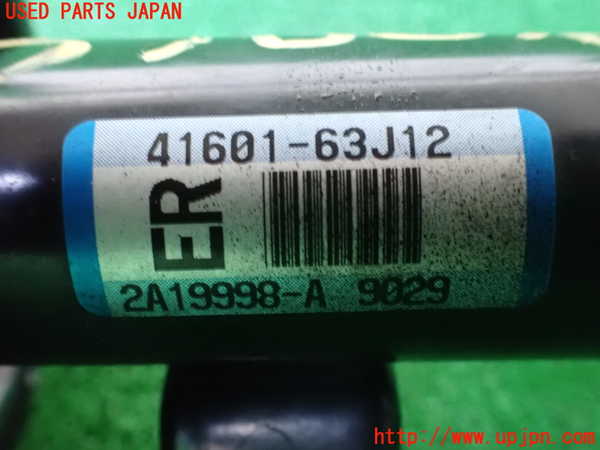 USED PARTS JAPAN
41601-63J12
ER
2A19998-A 9029
http://www.upjpn.com/